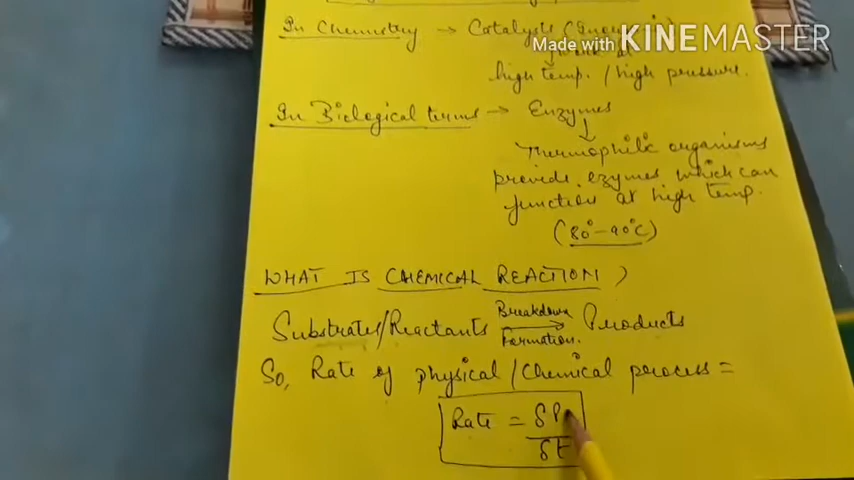 In Chemistry → Catalysts
Made with KINEMASTER
high temp. / high pressure.
In Biological terms → Enzymes
↓
Thermophilic organisms
provide ezymes which can
function at high temp.
(80°-90°C)
WHAT IS CHEMICAL REACTION )
Substrates/Reactants Breakdown → Formation. Products
So, Rate of physical / Chemical process =
Rate = δP
δt